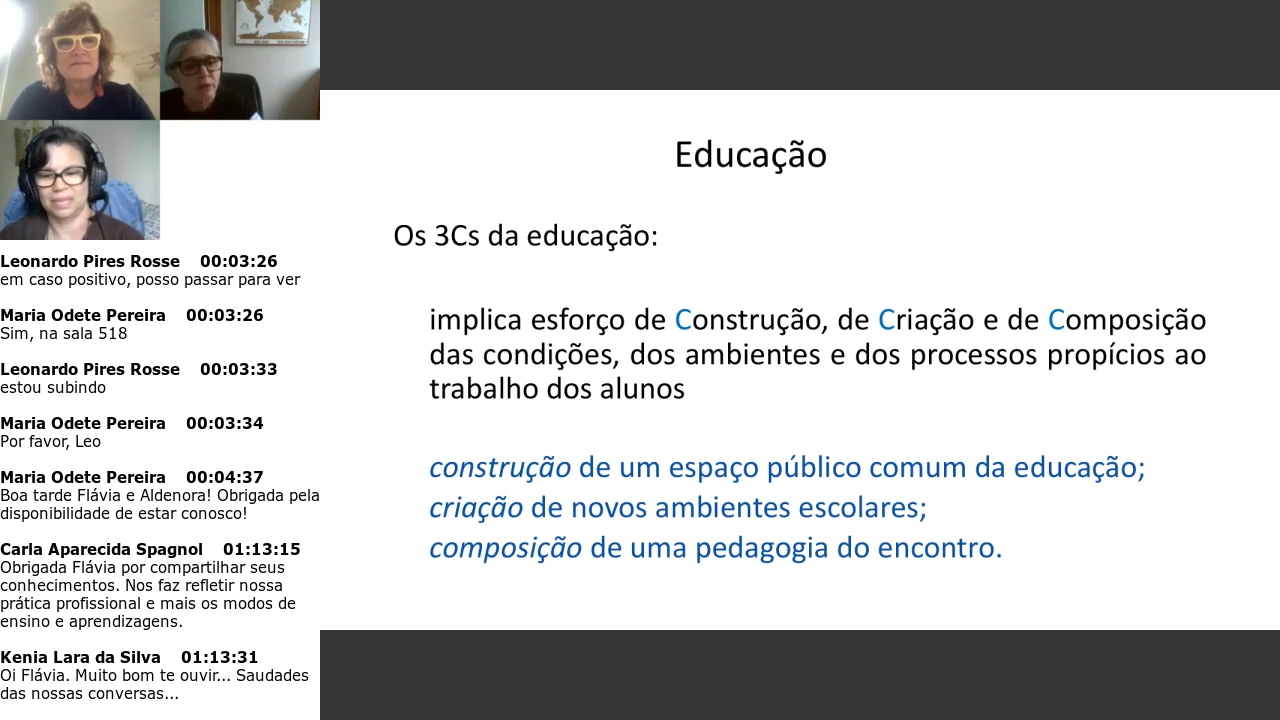 Leonardo Pires Rosse 00:03:26
em caso positivo, posso passar para ver
Maria Odete Pereira 00:03:26
Sim, na sala 518
Leonardo Pires Rosse 00:03:33
estou subindo
Maria Odete Pereira 00:03:34
Por favor, Leo
Maria Odete Pereira 00:04:37
Boa tarde Flávia e Aldenora! Obrigada pela
disponibilidade de estar conosco!
Carla Aparecida Spagnol 01:13:15
Obrigada Flávia por compartilhar seus
conhecimentos. Nos faz refletir nossa
prática profissional e mais os modos de
ensino e aprendizagens.
Kenia Lara da Silva 01:13:31
Oi Flávia. Muito bom te ouvir... Saudades
das nossas conversas...
Educação
Os 3Cs da educação:
implica esforço de Construção, de Criação e de Composição
das condições, dos ambientes e dos processos propícios ao
trabalho dos alunos
construção de um espaço público comum da educação;
criação de novos ambientes escolares;
composição de uma pedagogia do encontro.